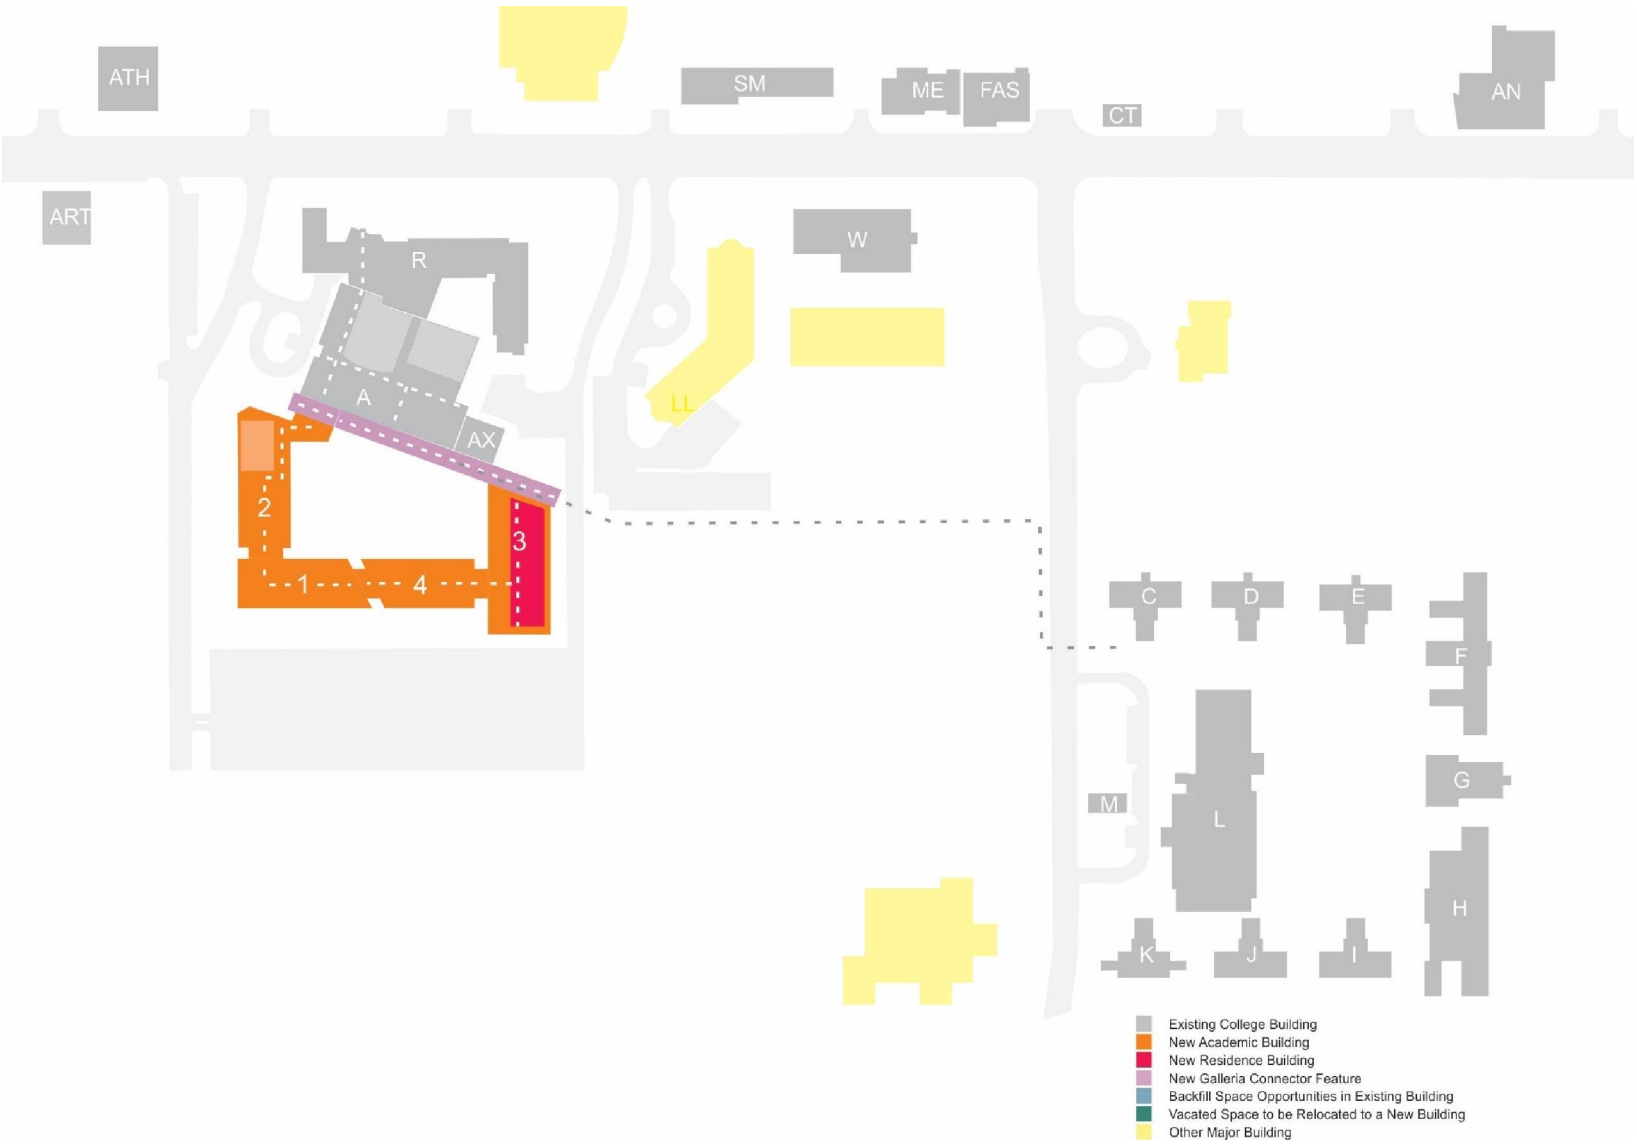 ATH
SM
ME
FAS
CT
AN
ART
R
W
A
LL
AX
2
3
1
4
C
D
E
F
G
M
L
H
K
J
I
Existing College Building
New Academic Building
New Residence Building
New Galleria Connector Feature
Backfill Space Opportunities in Existing Building
Vacated Space to be Relocated to a New Building
Other Major Building